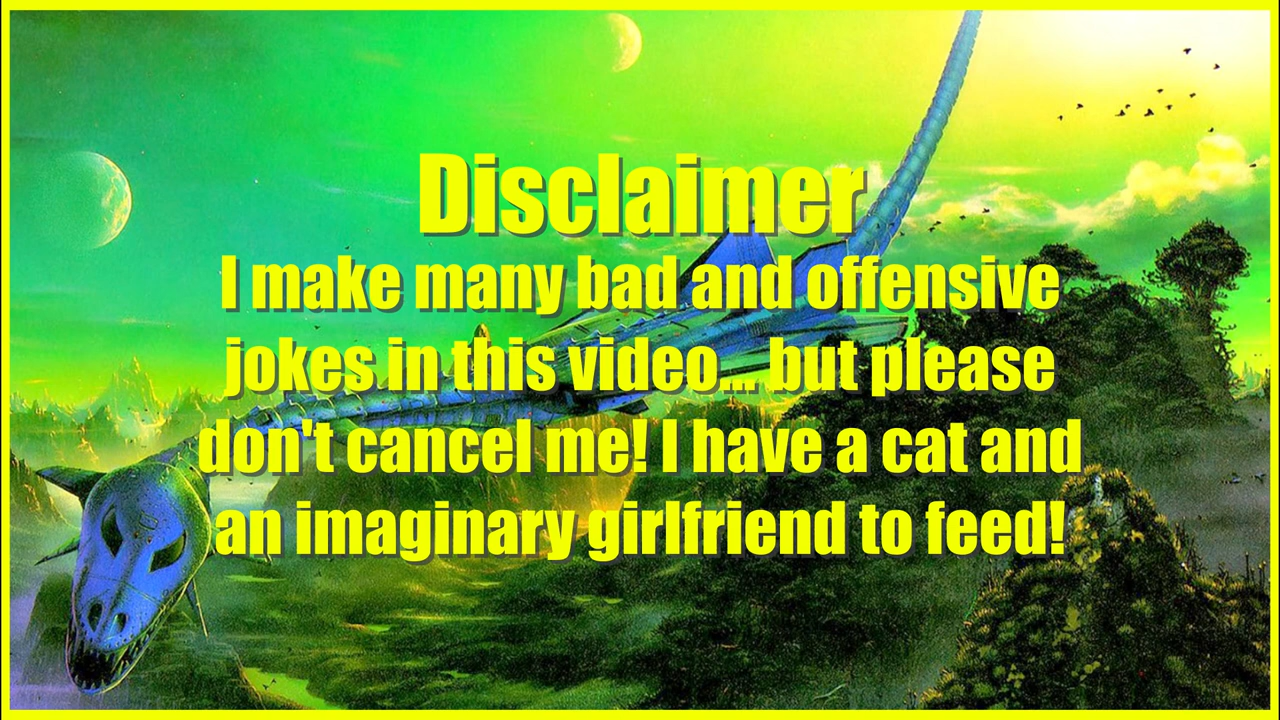 Disclaimer
I make many bad and offensive
jokes in this video... but please
don't cancel me! I have a cat and
an imaginary girlfriend to feed!